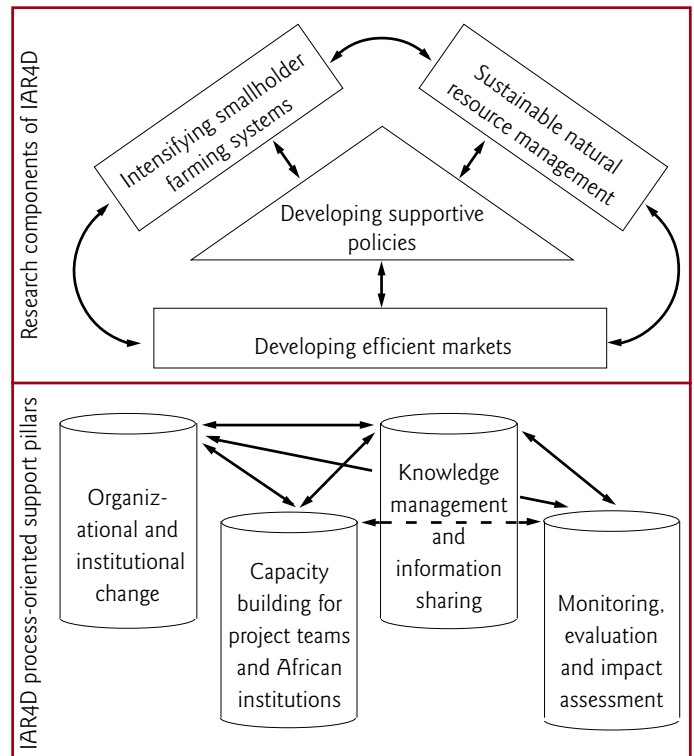 Research components of IAR4D
Intensifying smallholder
farming systems
Sustainable natural
resource management
Developing supportive
policies
Developing efficient markets
IAR4D process-oriented support pillars
Organiz-
ational and
institutional
change
Capacity
building for
project teams
and African
institutions
Knowledge
management
and
information
sharing
Monitoring,
evaluation
and impact
assessment